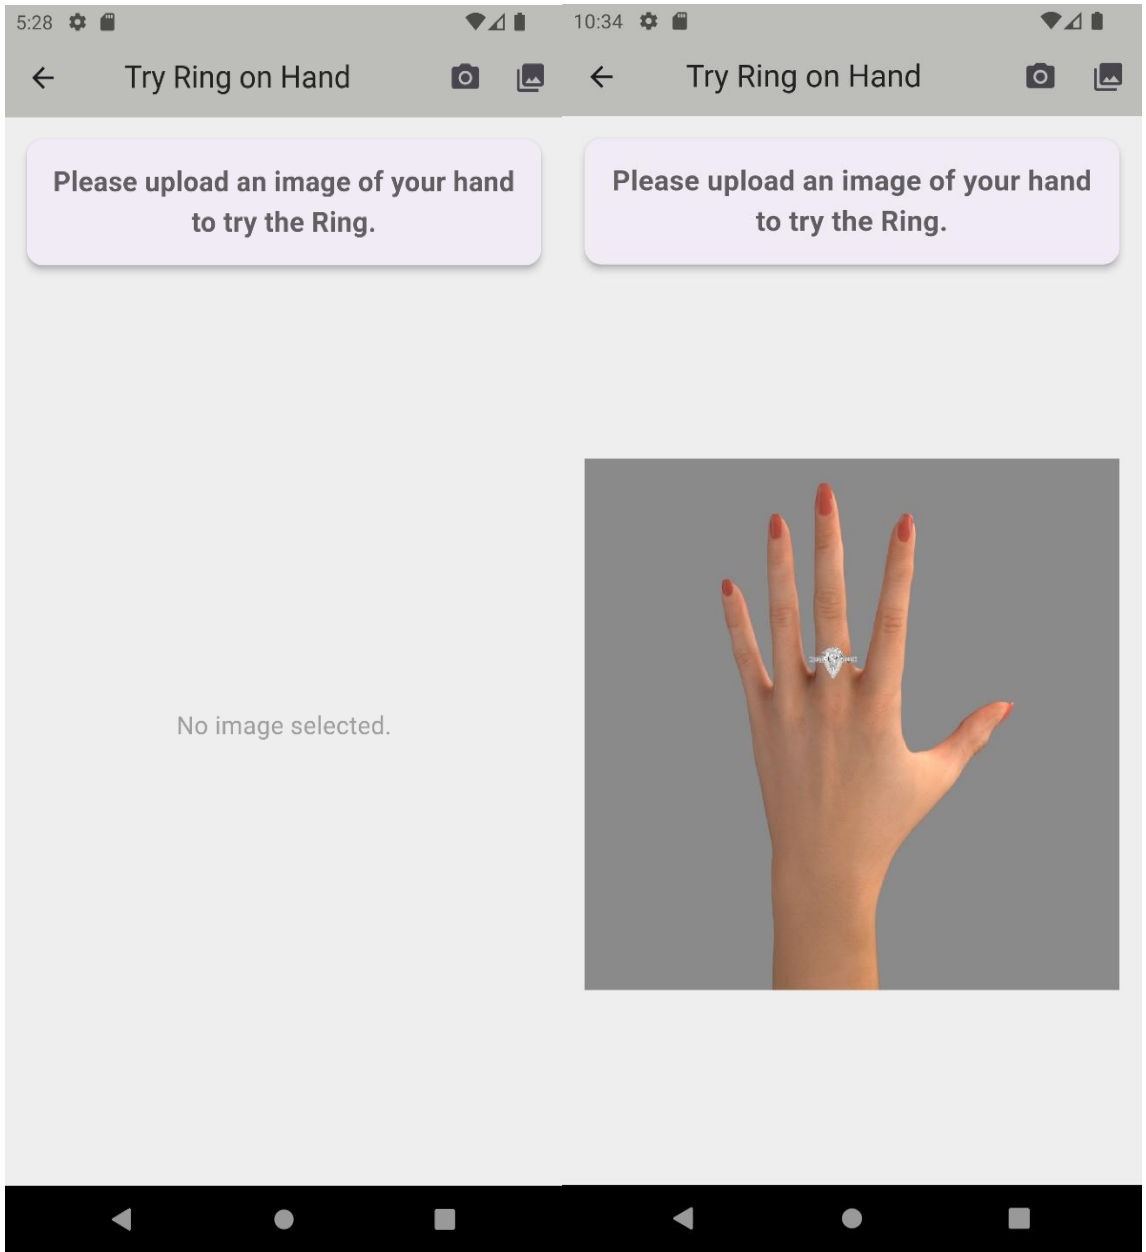 5:28
Try Ring on Hand
Please upload an image of your hand
to try the Ring.
No image selected.
10:34
Try Ring on Hand
Please upload an image of your hand
to try the Ring.